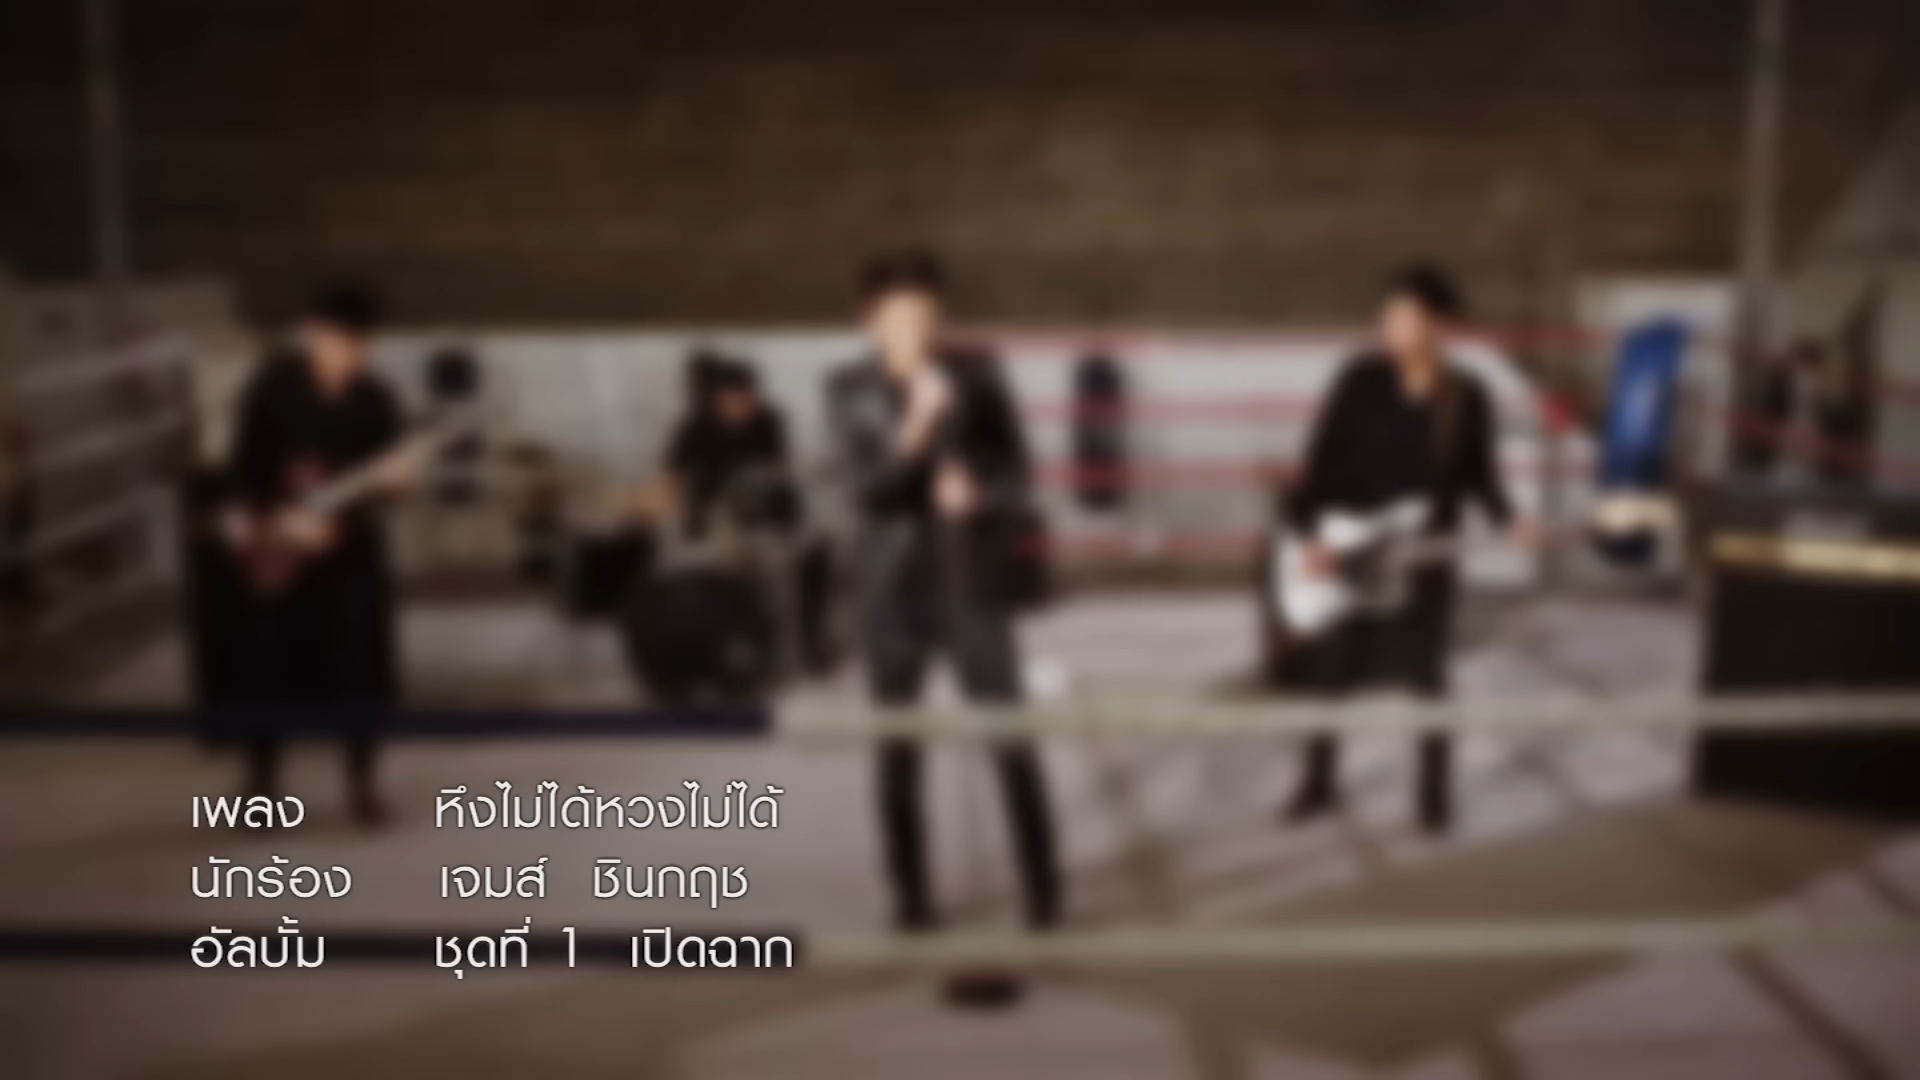 เพลง หึงไม่ได้หวงไม่ได้
นักร้อง เจมส์ ชินกฤช
อัลบั้ม ชุดที่ 1 เปิดฉาก